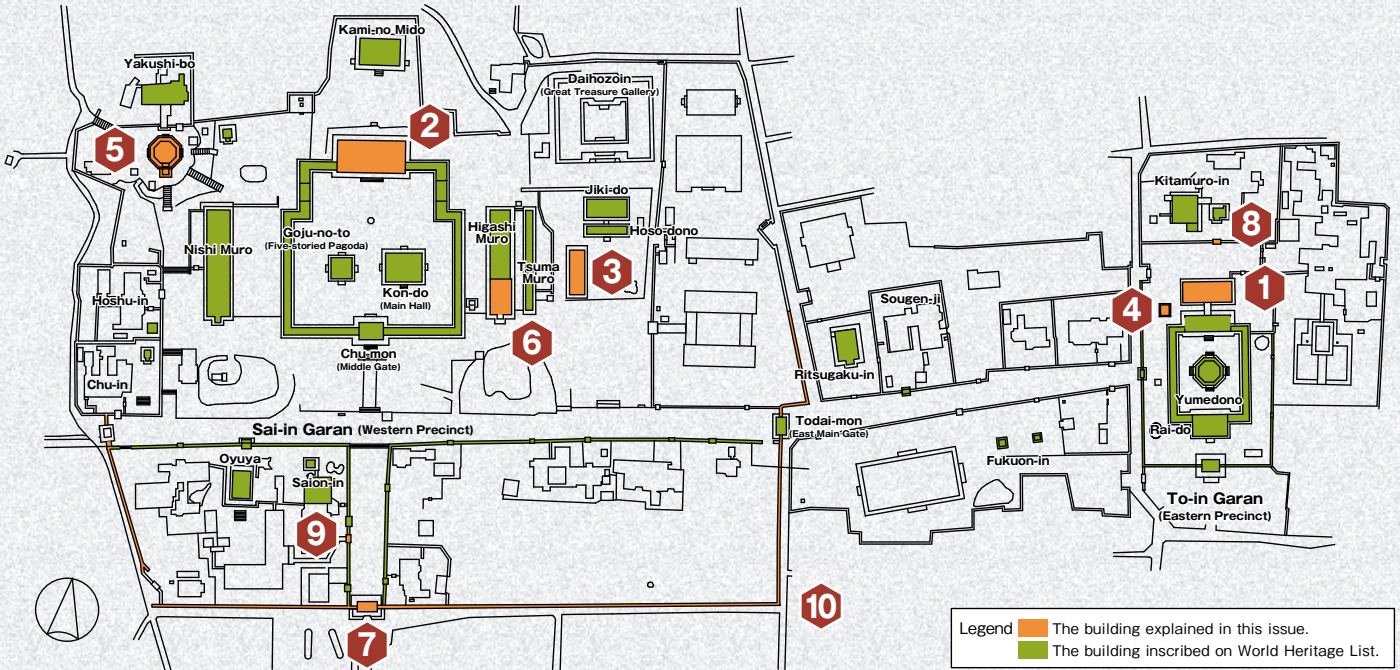 Kami-no Mido
Yakushi-bo
Daihozoin
(Great Treasure Gallery)
2
5
Kitamuro-in
Jiki-do
8
Goju-no-to
(Five-storied Pagoda)
Higashi
Muro
Hoso-dono
Nishi Muro
Tsuma
Muro
3
Kon-do
(Main Hall)
1
Hoshu-in
Sougen-ji
4
6
Chu-mon
(Middle Gate)
Ritsugaku-in
Chu-in
Yumedono
Sai-in Garan (Western Precinct)
Todai-mon
(East Main Gate)
Rai-do
Oyuya
Fukuon-in
Saion-in
To-in Garan
(Eastern Precinct)
9
10
7
Legend
The building explained in this issue.
The building inscribed on World Heritage List.